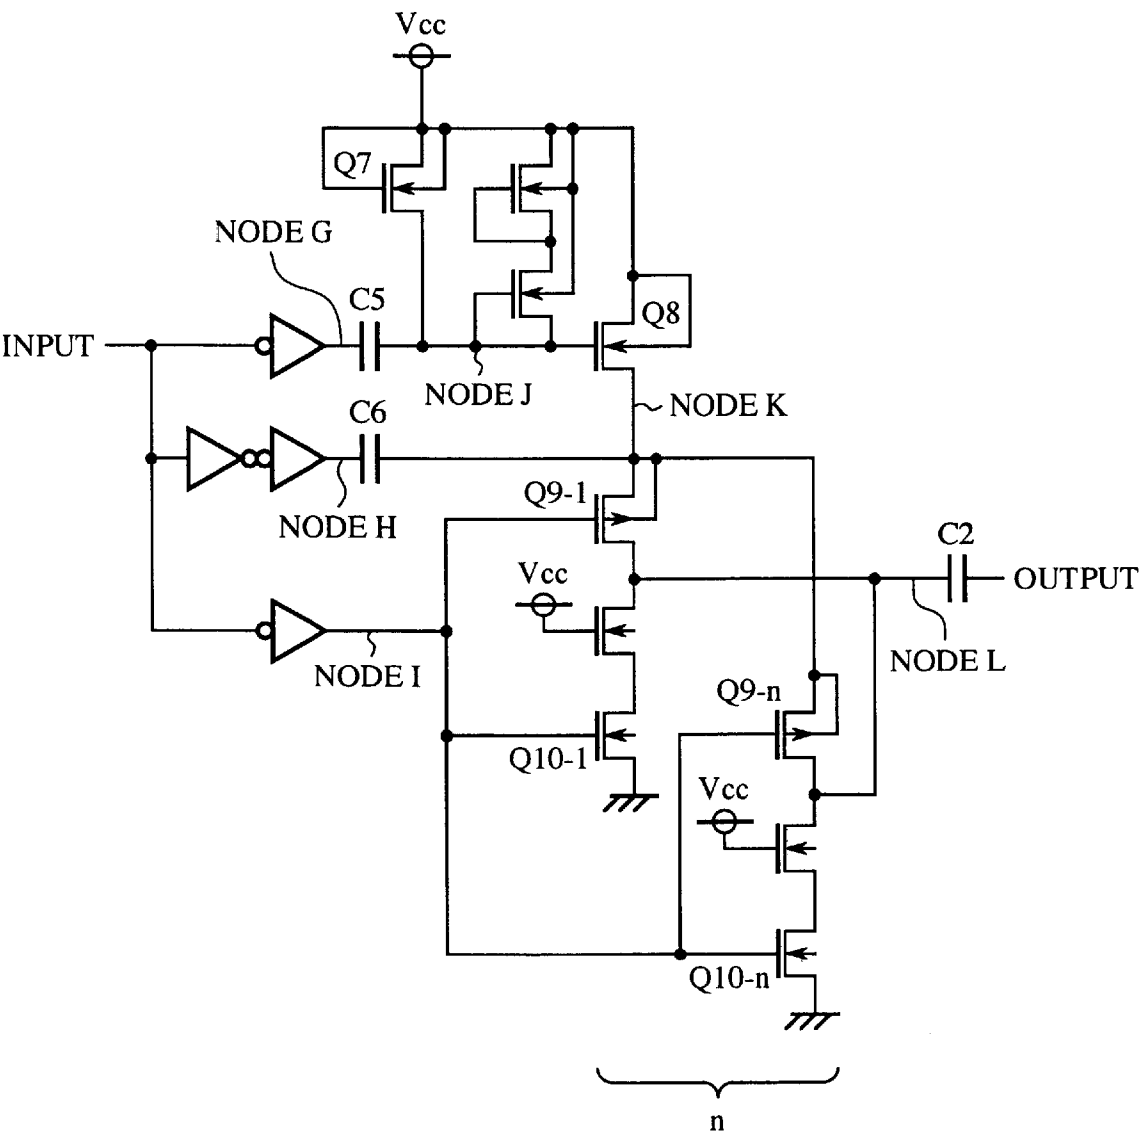 Vcc
Q7
NODE G
C5
Q8
INPUT
NODE J
NODE K
C6
Q9-1
NODE H
C2
Vcc
OUTPUT
NODE I
NODE L
Q9-n
Q10-1
Vcc
Q10-n
n